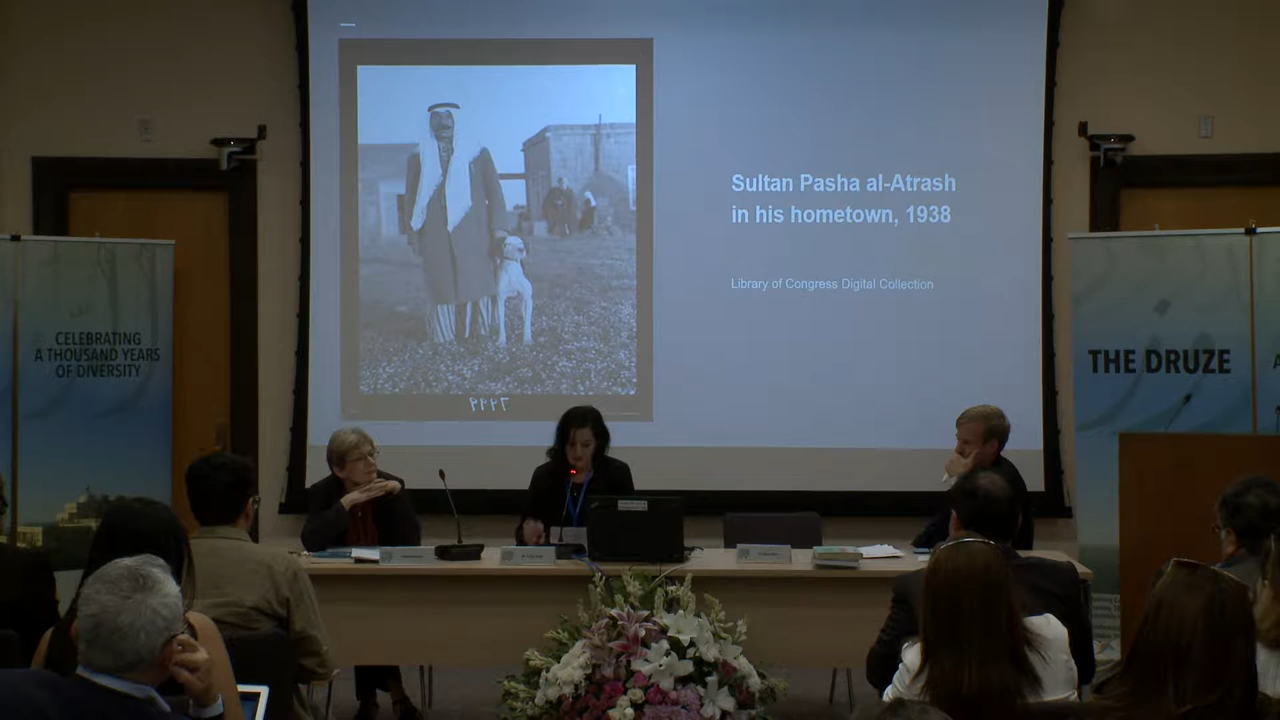 Sultan Pasha al-Atrash
in his hometown, 1938
Library of Congress Digital Collection
CELEBRATING
A THOUSAND YEARS
OF DIVERSITY
THE DRUZE